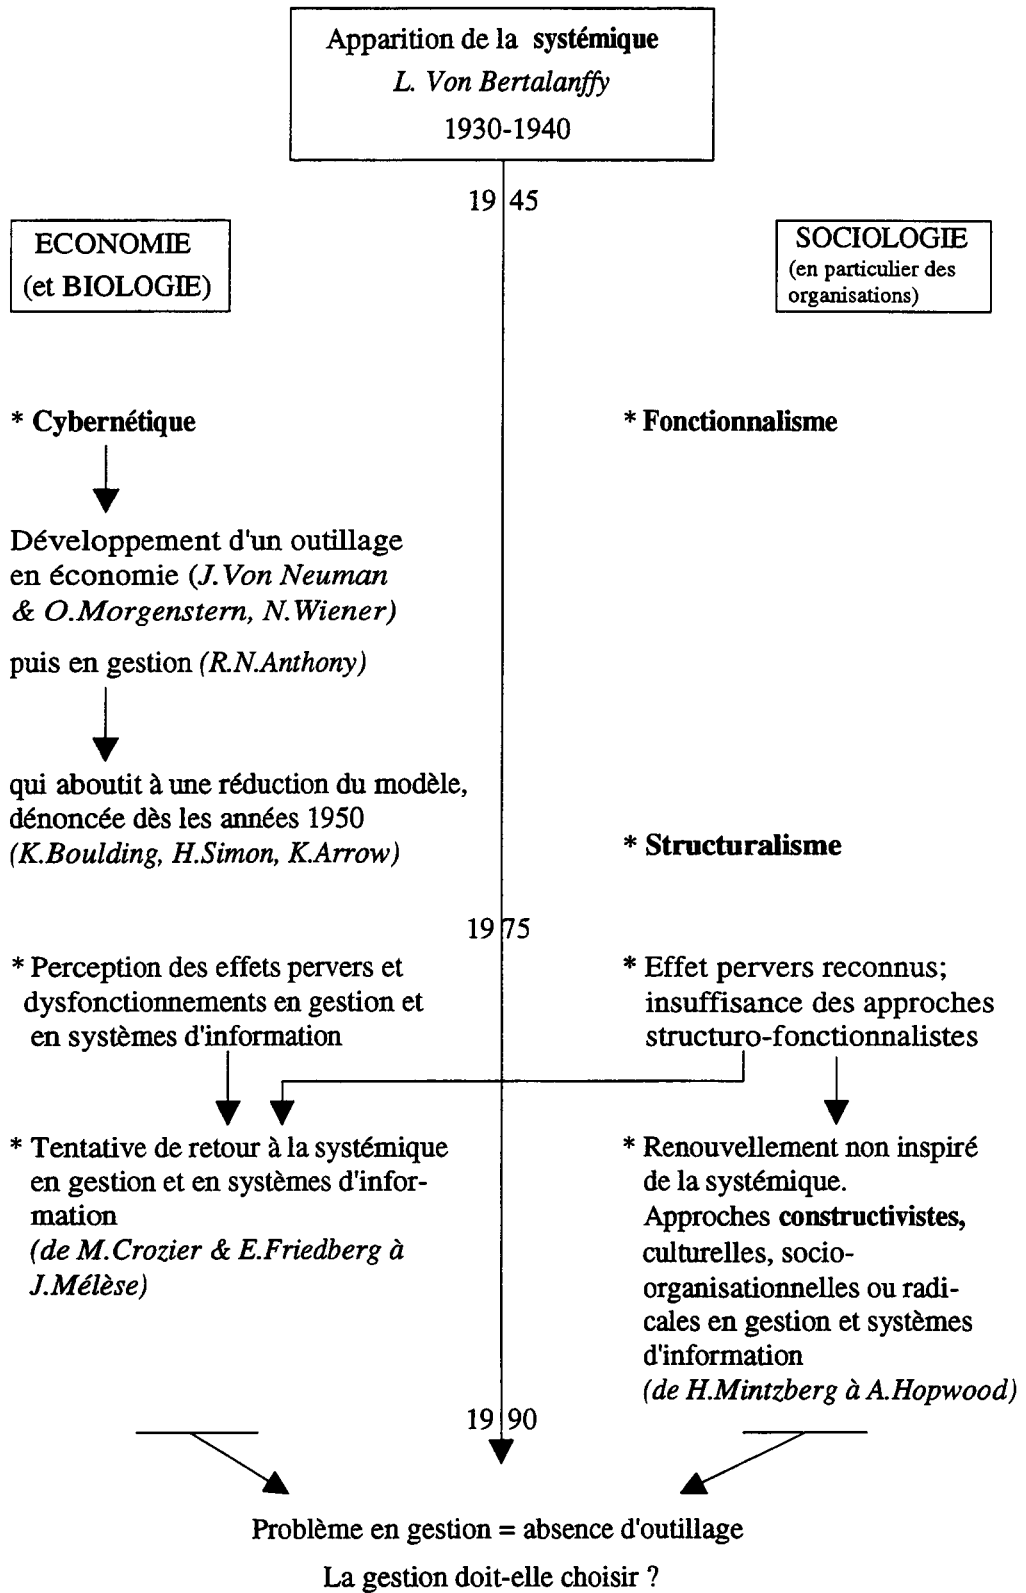 Apparition de la systémique
L. Von Bertalanffy
1930-1940
19 45
ECONOMIE
(et BIOLOGIE)
SOCIOLOGIE
(en particulier des
organisations)
* Cybernétique
Développement d'un outillage
en économie (J.Von Neuman
& O.Morgenstern, N.Wiener)
puis en gestion (R.N.Anthony)
qui aboutit à une réduction du modèle,
dénoncée dès les années 1950
(K.Boulding, H.Simon, K.Arrow)
* Fonctionnalisme
* Structuralisme
19 75
* Perception des effets pervers et
dysfonctionnements en gestion et
en systèmes d'information
* Effet pervers reconnus;
insuffisance des approches
structuro-fonctionnalistes
* Tentative de retour à la systémique
en gestion et en systèmes d'infor-
mation
(de M.Crozier & E.Friedberg à
J.Mélèse)
* Renouvellement non inspiré
de la systémique.
Approches constructivistes,
culturelles, socio-
organisationnelles ou radi-
cales en gestion et systèmes
d'information
(de H.Mintzberg à A.Hopwood)
19 90
Problème en gestion = absence d'outillage
La gestion doit-elle choisir ?